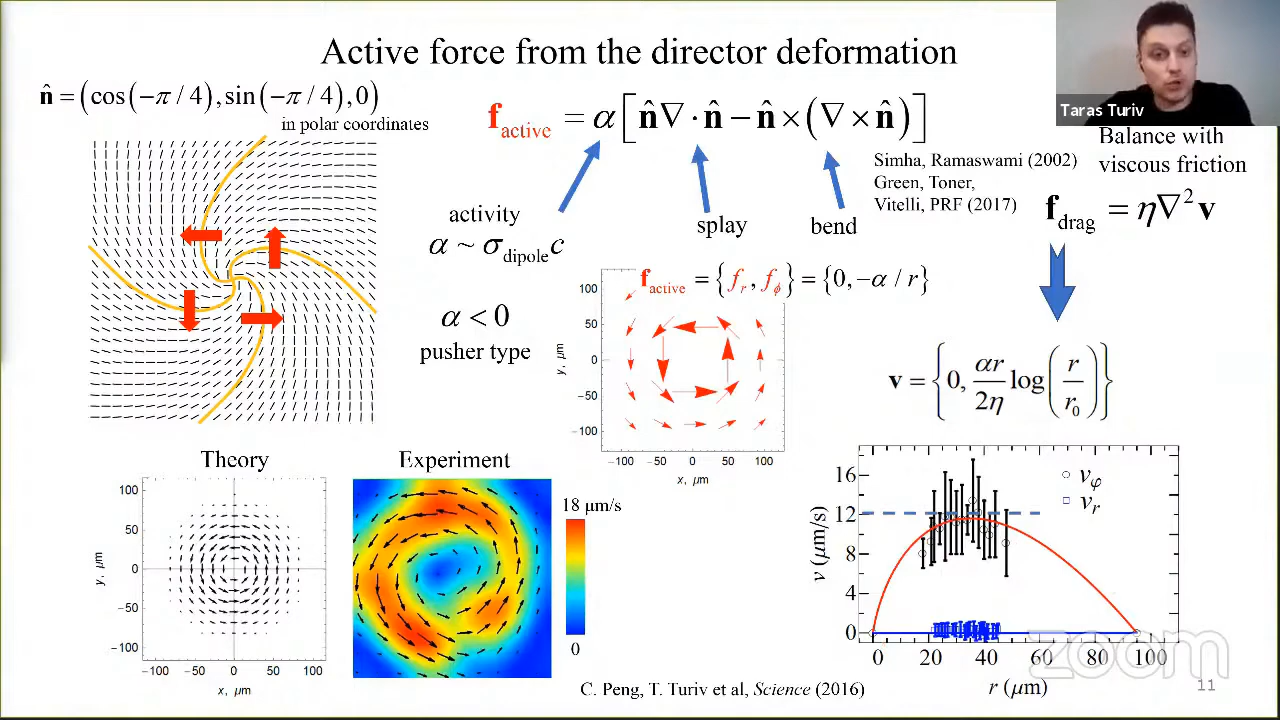 Active force from the director deformation
Taras Turiv
n̂ = (cos(−π / 4), sin(−π / 4), 0)
in polar coordinates
f_active = α[n̂∇ · n̂ − n̂ × (∇ × n̂)]
Balance with
viscous friction
f_drag = η∇²v
Simha, Ramaswami (2002)
Green, Toner,
Vitelli, PRF (2017)
activity
α ~ σ_dipole c
splay
bend
α < 0
pusher type
f_active = {f_r, f_ϕ} = {0, −α / r}
100
50
0
−50
−100
y, μm
−100 −50 0 50 100
x, μm
v = {0, αr/2η log(r/r₀)}
Theory
100
50
0
−50
−100
y, μm
−100 −50 0 50 100
x, μm
Experiment
18 μm/s
0
16
12
8
4
0
v (μm/s)
v_φ
v_r
0 20 40 60 80 100
r (μm)
C. Peng, T. Turiv et al, Science (2016)
zoom
11